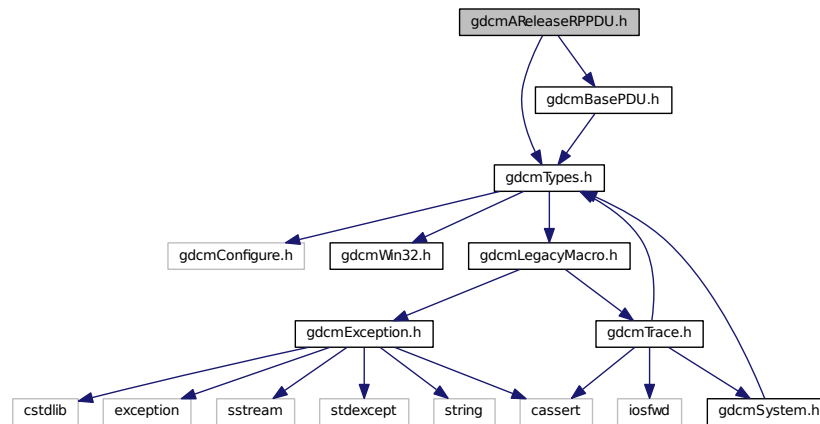 gdcmAReleaseRPPDU.h
gdcmBasePDU.h
gdcmTypes.h
gdcmConfigure.h
gdcmWin32.h
gdcmLegacyMacro.h
gdcmException.h
gdcmTrace.h
cstdlib
exception
sstream
stdexcept
string
cassert
iosfwd
gdcmSystem.h